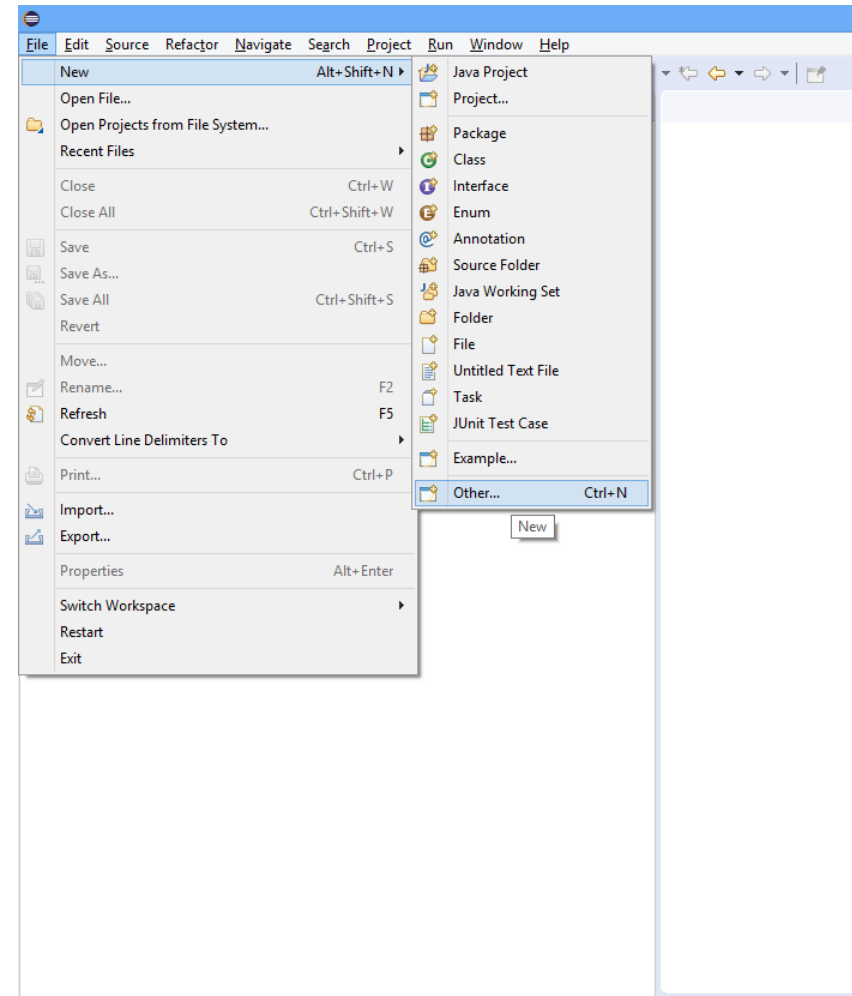 File Edit Source Refactor Navigate Search Project Run Window Help
New Alt+Shift+N
Open File...
Open Projects from File System...
Recent Files
Close Ctrl+W
Close All Ctrl+Shift+W
Save Ctrl+S
Save As...
Save All Ctrl+Shift+S
Revert
Move...
Rename... F2
Refresh F5
Convert Line Delimiters To
Print... Ctrl+P
Import...
Export...
Properties Alt+Enter
Switch Workspace
Restart
Exit
Java Project
Project...
Package
Class
Interface
Enum
Annotation
Source Folder
Java Working Set
Folder
File
Untitled Text File
Task
JUnit Test Case
Example...
Other... Ctrl+N
New